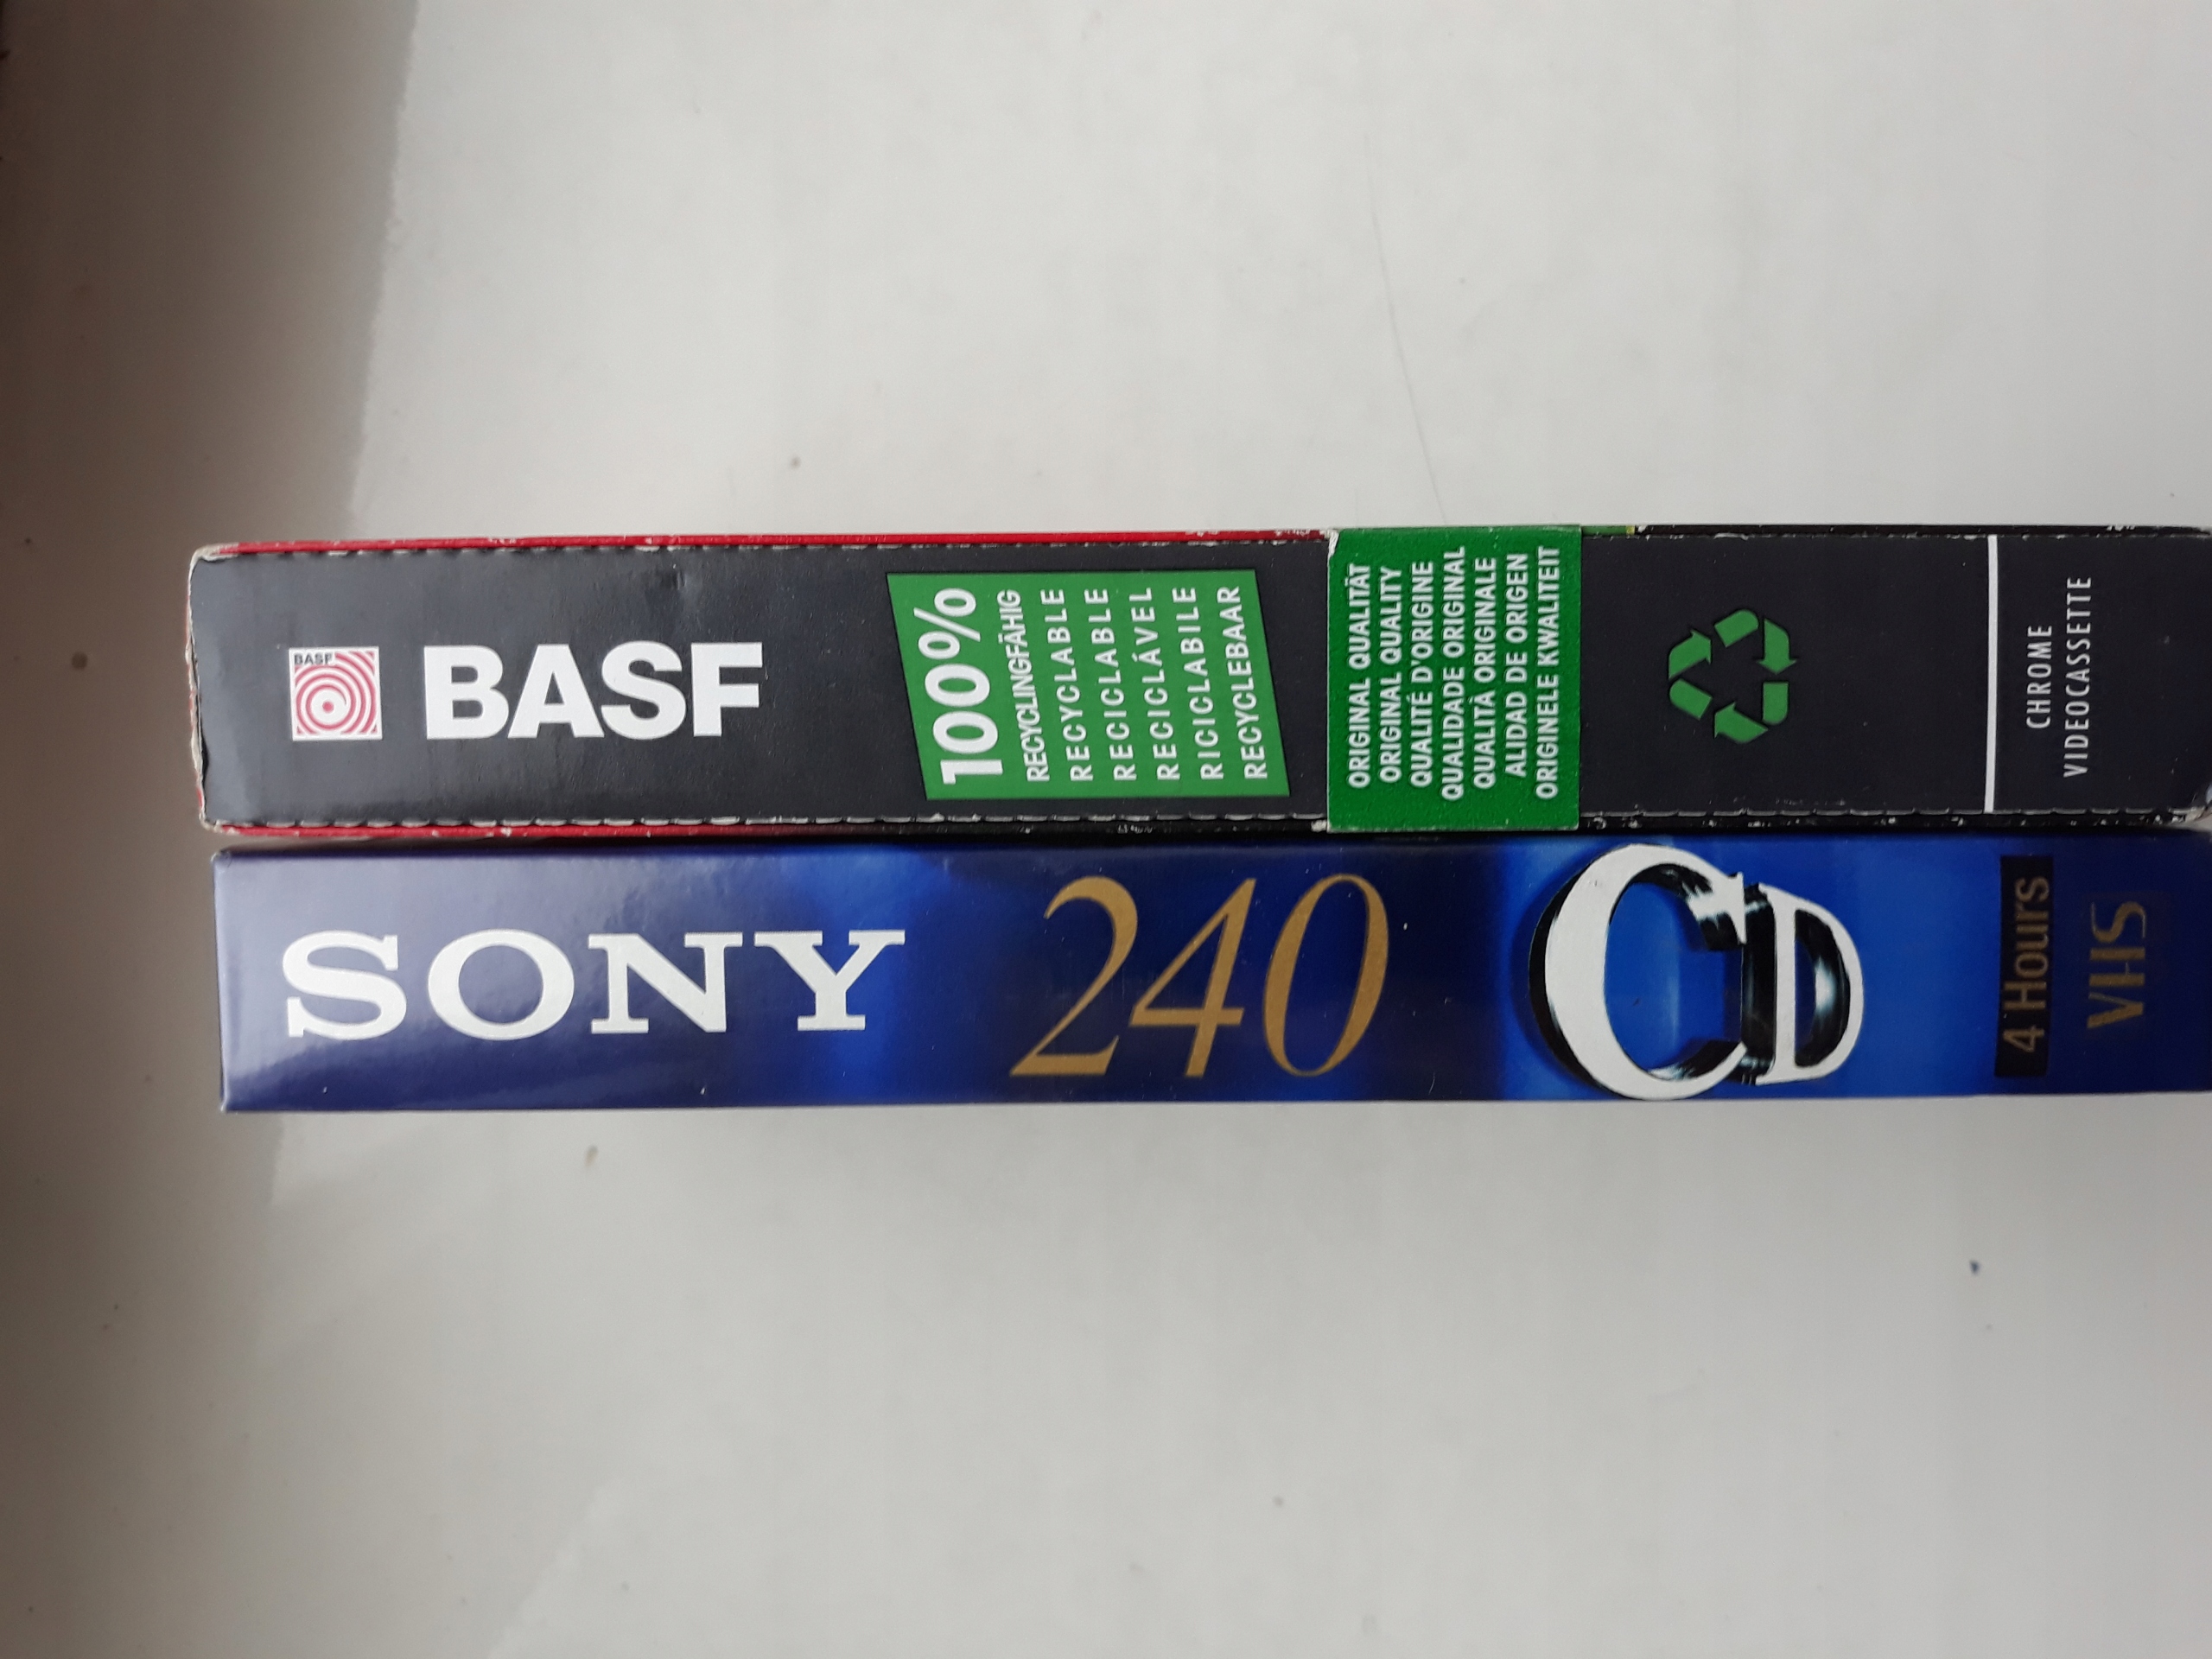 BASF
BASF
100%
RECYCLINGFÄHIG
RECYCLABLE
RECICLABLE
RECICLÁVEL
RICICLABILE
RECYCLEBAAR
ORIGINAL QUALITÄT
ORIGINAL QUALITY
QUALITÉ D'ORIGINE
QUALIDADE ORIGINAL
QUALITÀ ORIGINALE
ALIDAD DE ORIGEN
ORIGINELE KWALITEIT
CHROME
VIDEOCASSETTE
SONY
240
CD
4 Hours
VHS